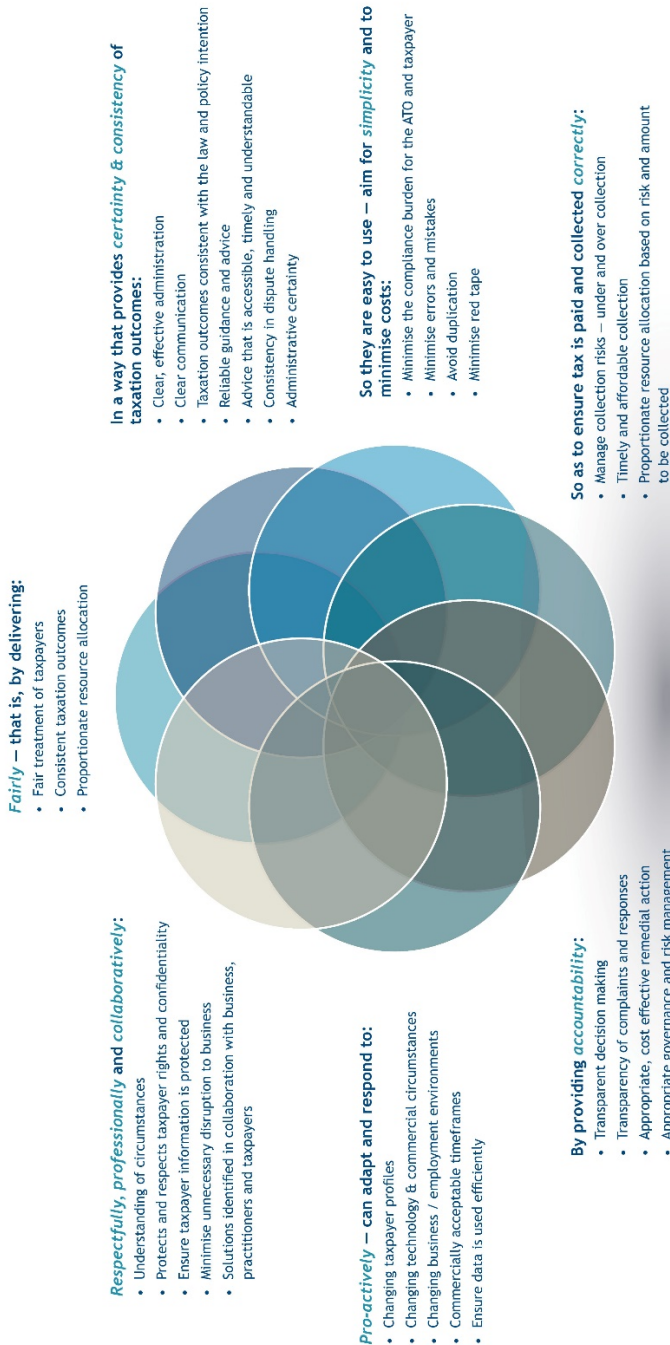 Fairly – that is, by delivering:
• Fair treatment of taxpayers
• Consistent taxation outcomes
• Proportionate resource allocation
In a way that provides certainty & consistency of
taxation outcomes:
• Clear, effective administration
• Clear communication
• Taxation outcomes consistent with the law and policy intention
• Reliable guidance and advice
• Advice that is accessible, timely and understandable
• Consistency in dispute handling
• Administrative certainty
So they are easy to use – aim for simplicity and to
minimise costs:
• Minimise the compliance burden for the ATO and taxpayer
• Minimise errors and mistakes
• Avoid duplication
• Minimise red tape
So as to ensure tax is paid and collected correctly:
• Manage collection risks – under and over collection
• Timely and affordable collection
• Proportionate resource allocation based on risk and amount
to be collected
By providing accountability:
• Transparent decision making
• Transparency of complaints and responses
• Appropriate, cost effective remedial action
• Appropriate governance and risk management
Pro-actively – can adapt and respond to:
• Changing taxpayer profiles
• Changing technology & commercial circumstances
• Changing business / employment environments
• Commercially acceptable timeframes
• Ensure data is used efficiently
Respectfully, professionally and collaboratively:
• Understanding of circumstances
• Protects and respects taxpayer rights and confidentiality
• Ensure taxpayer information is protected
• Minimise unnecessary disruption to business
• Solutions identified in collaboration with business,
practitioners and taxpayers